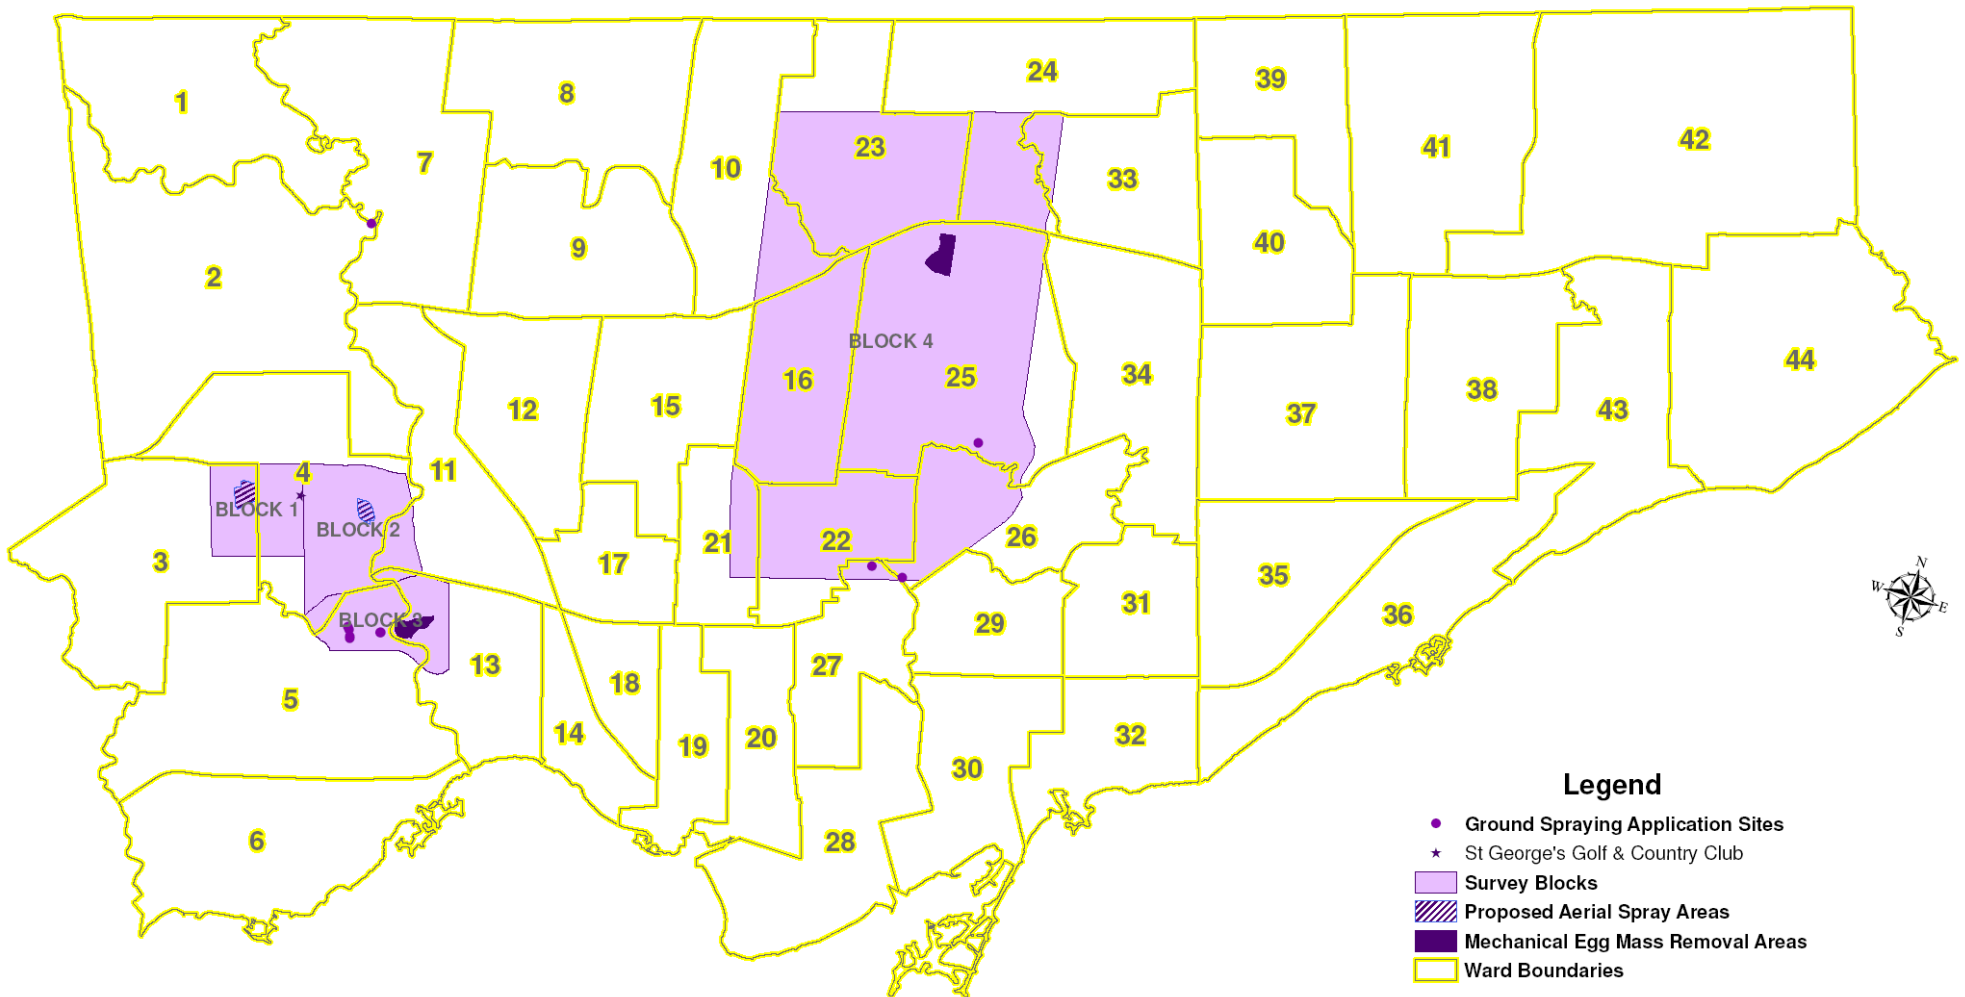 24
39
8
1
42
41
23
7
10
33
9
40
2
BLOCK 4
44
34
25
16
38
15
12
43
37
11
4
BLOCK 1
BLOCK 2
26
21
22
3
17
35
N
W
E
S
31
36
BLOCK 3
29
13
27
18
5
14
32
20
19
30
6
28
Legend
Ground Spraying Application Sites
St George's Golf & Country Club
Survey Blocks
Proposed Aerial Spray Areas
Mechanical Egg Mass Removal Areas
Ward Boundaries